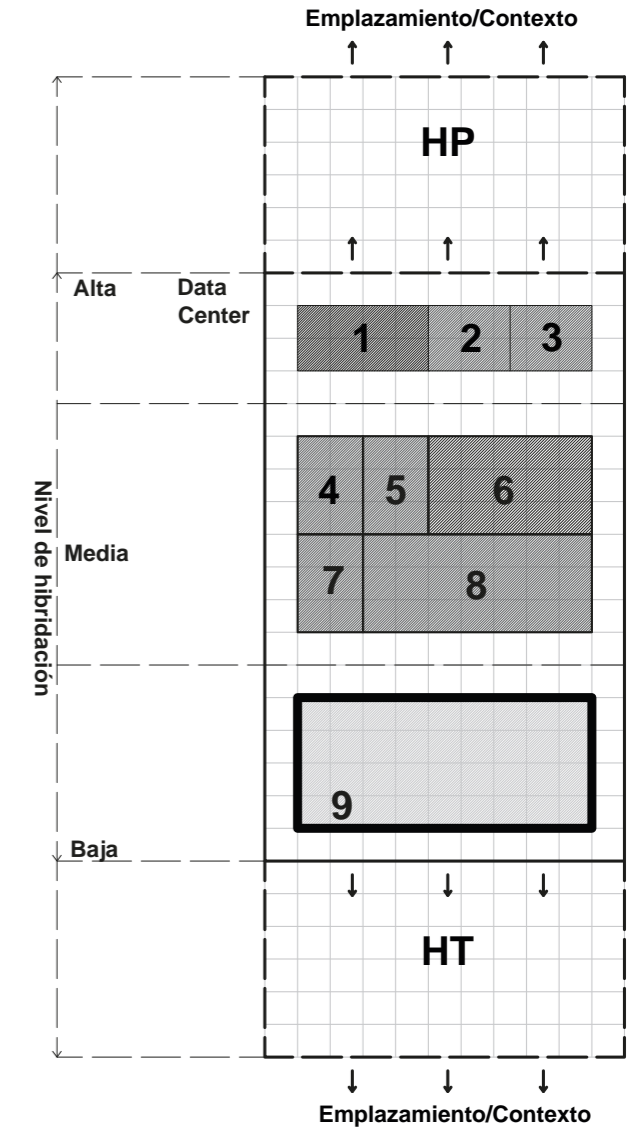 Emplazamiento/Contexto
HP
Alta
Data
Center
1 2 3
4 5 6
Nivel de hibridación
Media
7 8
9
Baja
HT
Emplazamiento/Contexto